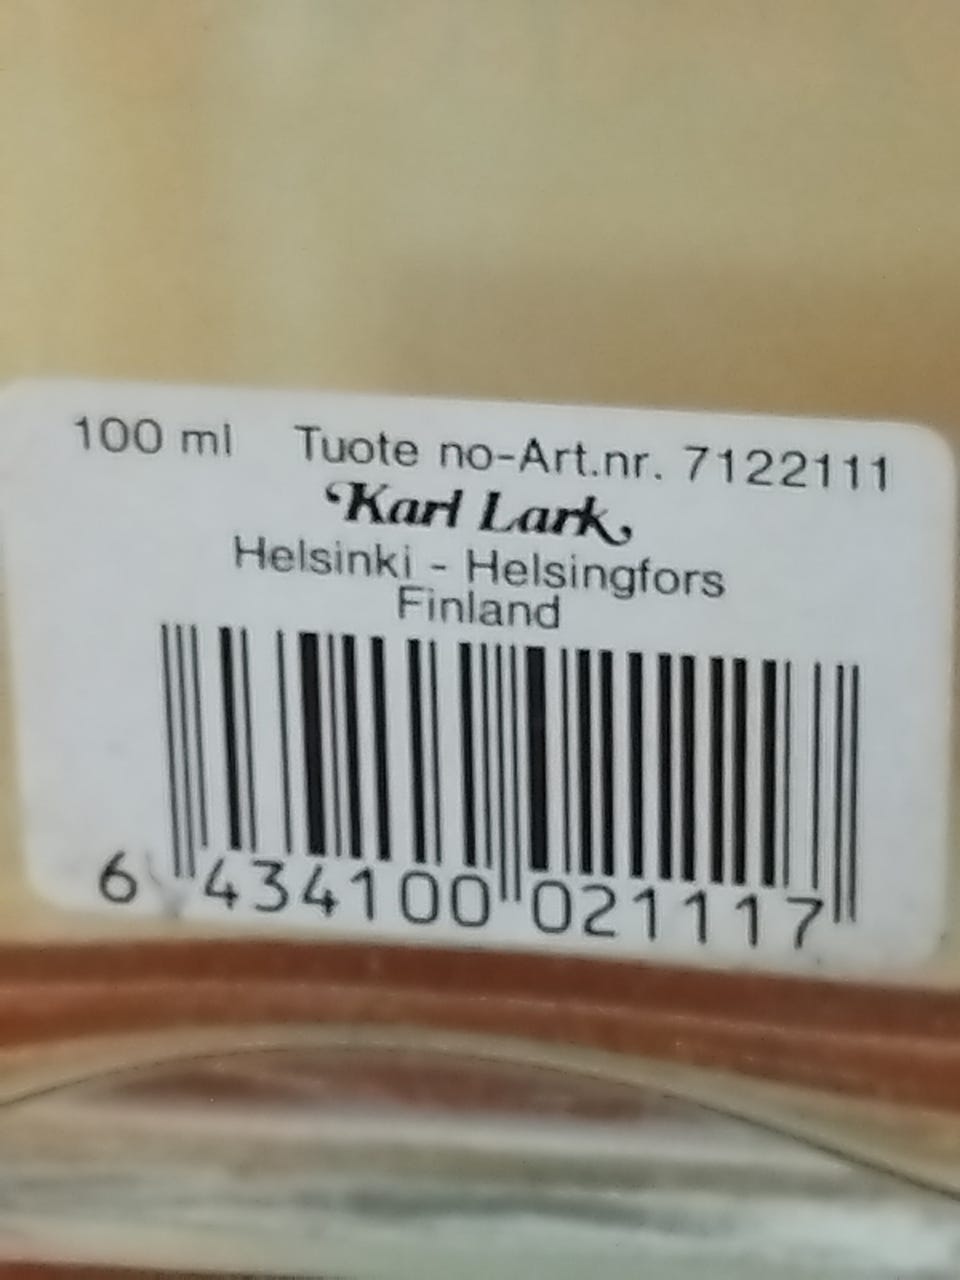 100 ml Tuote no-Art.nr. 7122111
Karl Lark
Helsinki - Helsingfors
Finland
6 434100 021117